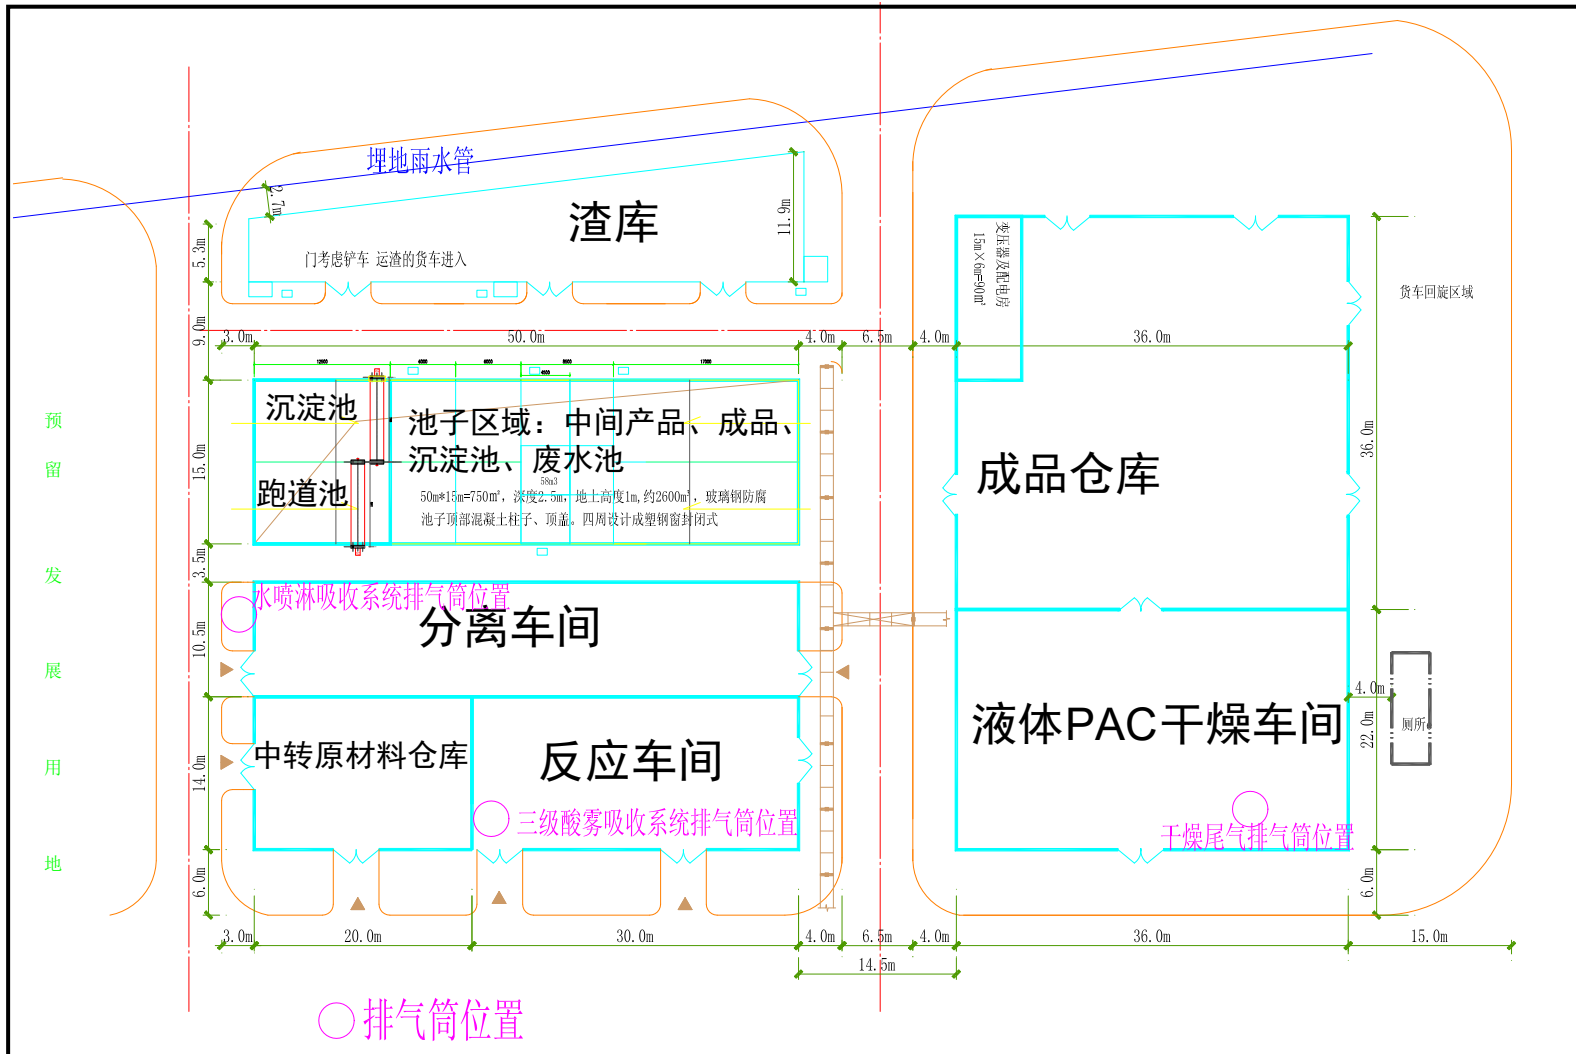 埋地雨水管
2.7m
渣库
11.9m
5.3m
门考虑铲车 运渣的货车进入
变压器及配电房
15m×6m=90m²
货车回旋区域
9.0m
3.0m
50.0m
4.0m
6.5m
4.0m
36.0m
沉淀池
池子区域：中间产品、成品、
沉淀池、废水池
58m3
50m*15m=750m²，深度2.5m，地上高度1m,约2600m³，玻璃钢防腐
池子顶部混凝土柱子、顶盖。四周设计成塑钢窗封闭式
跑道池
15.0m
36.0m
成品仓库
预
留
发
展
用
地
3.5m
水喷淋吸收系统排气筒位置
分离车间
10.5m
4.0m
22.0m
厕所
液体PAC干燥车间
中转原材料仓库
反应车间
14.0m
三级酸雾吸收系统排气筒位置
干燥尾气排气筒位置
6.0m
6.0m
3.0m
20.0m
30.0m
4.0m
6.5m
4.0m
36.0m
15.0m
14.5m
排气筒位置